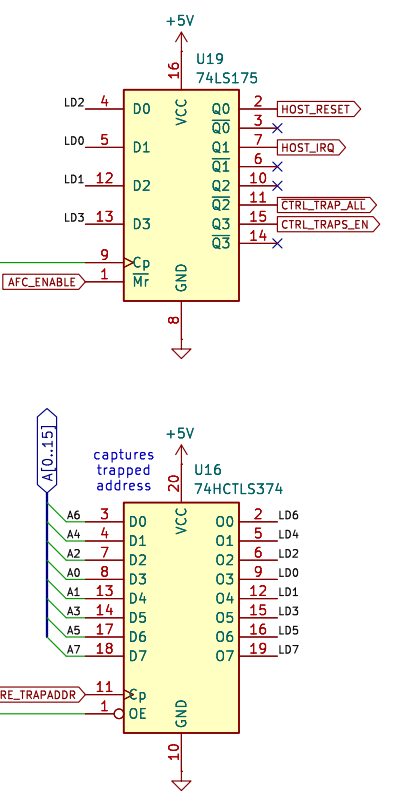 +5V
16
U19
74LS175
VCC
LD2 4 D0 Q0 2 HOST_RESET
Q0 3
LD0 5 D1 Q1 7 HOST_IRQ
Q1 6
LD1 12 D2 Q2 10
Q2 11 CTRL_TRAP_ALL
LD3 13 D3 Q3 15 CTRL_TRAPS_EN
Q3 14
9 Cp
AFC_ENABLE 1 Mr
GND
8
A[0..15]
captures
trapped
address
+5V
20
U16
74HCTLS374
VCC
A6 3 D0 O0 2 LD6
A4 4 D1 O1 5 LD4
A2 7 D2 O2 6 LD2
A0 8 D3 O3 9 LD0
A1 13 D4 O4 12 LD1
A3 14 D5 O5 15 LD3
A5 17 D6 O6 16 LD5
A7 18 D7 O7 19 LD7
RE_TRAPADDR 11 Cp
1 OE
GND
10